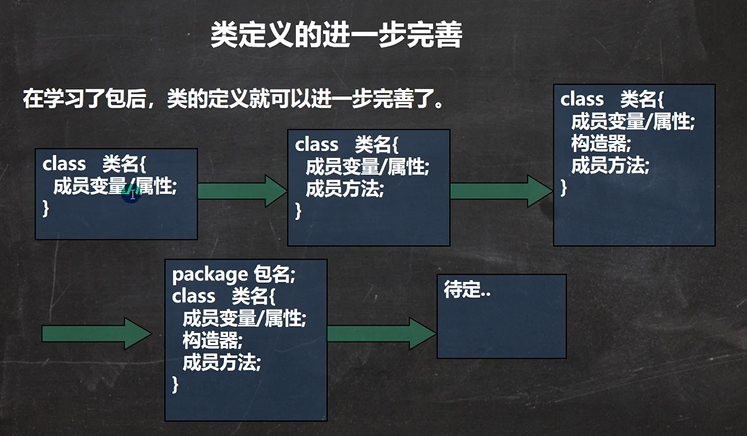 类定义的进一步完善
在学习了包后，类的定义就可以进一步完善了。
class 类名{
成员变量/属性;
}
class 类名{
成员变量/属性;
成员方法;
}
class 类名{
成员变量/属性;
构造器;
成员方法;
}
package 包名;
class 类名{
成员变量/属性;
构造器;
成员方法;
}
待定..